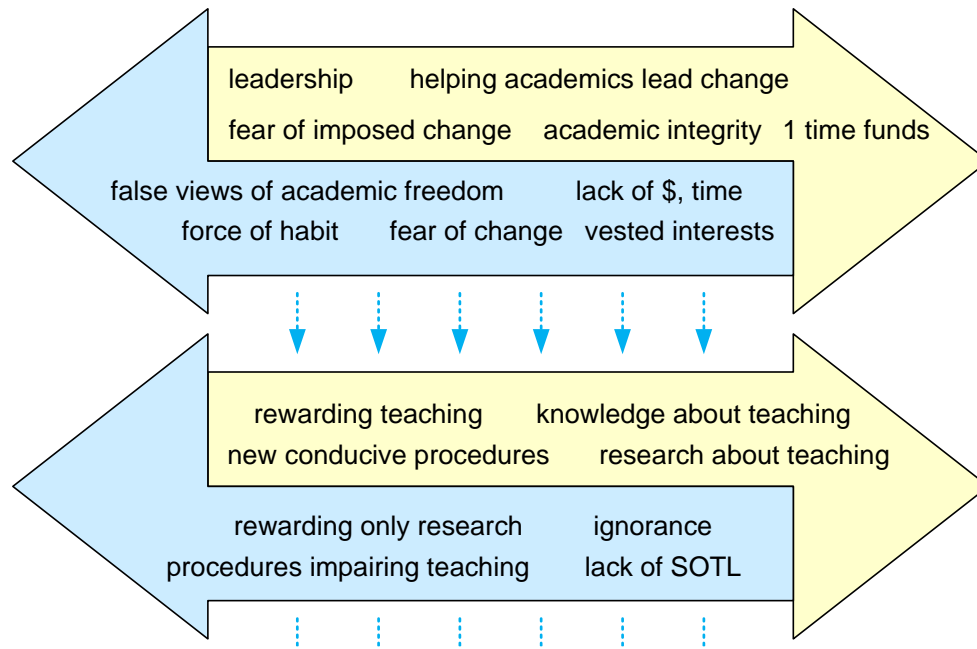 leadership helping academics lead change
fear of imposed change academic integrity 1 time funds
false views of academic freedom lack of $, time
force of habit fear of change vested interests
rewarding teaching knowledge about teaching
new conducive procedures research about teaching
rewarding only research ignorance
procedures impairing teaching lack of SOTL